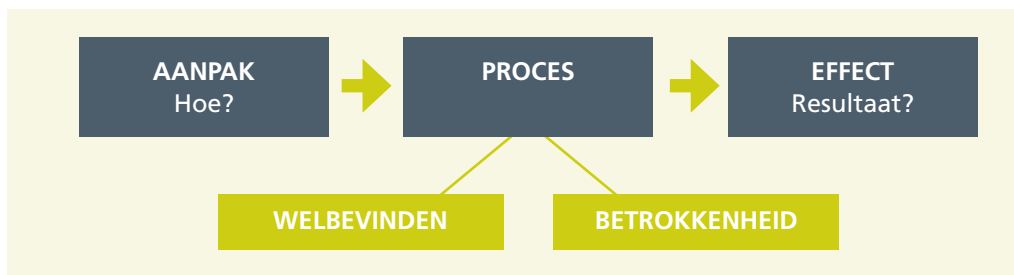 AANPAK
Hoe?
PROCES
EFFECT
Resultaat?
WELBEVINDEN
BETROKKENHEID